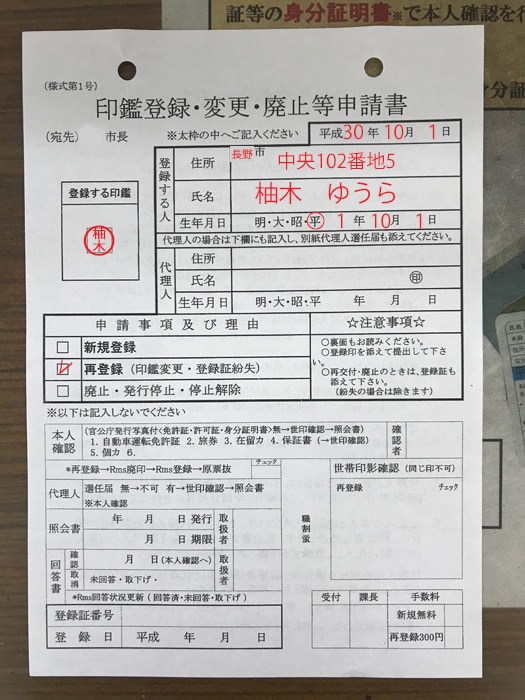 証等の身分証明書※で本人確認を行
身分証
(様式第1号)
印鑑登録・変更・廃止等申請書
(宛先) 市長 ※太枠の中へご記入ください 平成30年10月1日
登録する印鑑
柚木
登録する人
住所 長野市 中央102番地5
氏名 柚木 ゆうら
生年月日 明・大・昭・平 1年10月1日
代理人の場合は下欄にも記入し、別紙代理人選任届も添えてください。
代理人
住所
氏名 印
生年月日 明・大・昭・平 年 月 日
申請事項及び理由
□ 新規登録
☑ 再登録(印鑑変更・登録証紛失)
□ 廃止・発行停止・停止解除
☆注意事項☆
○裏面もお読みください。
○登録印を添えて提出して下さい。
○再交付・廃止のときは、登録証も添えて下さい。
(紛失の場合は除きます)
※以下は記入しないでください
本人確認
(官公庁発行写真付<免許証・許可証・身分証明書>無→世印確認→照会書)
1. 自動車運転免許証 2. 旅券 3. 在留カ 4. 保証書(→世印確認)
5. 個カ 6.
確認者
*再登録→Rms廃印→Rms登録→原票抜 チェック
代理人 選任届 無→不可 有→世印確認→照会書
※本人確認
照会書
年 月 日 発行
月 日 期限
取扱者
回答書
確認 月 日(本人確認へ)
取消 未回答・取下げ・
取扱者
*Rms回答状況更新(回答済・未回答・取下げ)
登録証番号
登録日 平成 年 月 日
職割蛍
世帯印影確認(同じ印不可)
再登録 チェック
受付 課長 手数料
新規無料
再登録300円